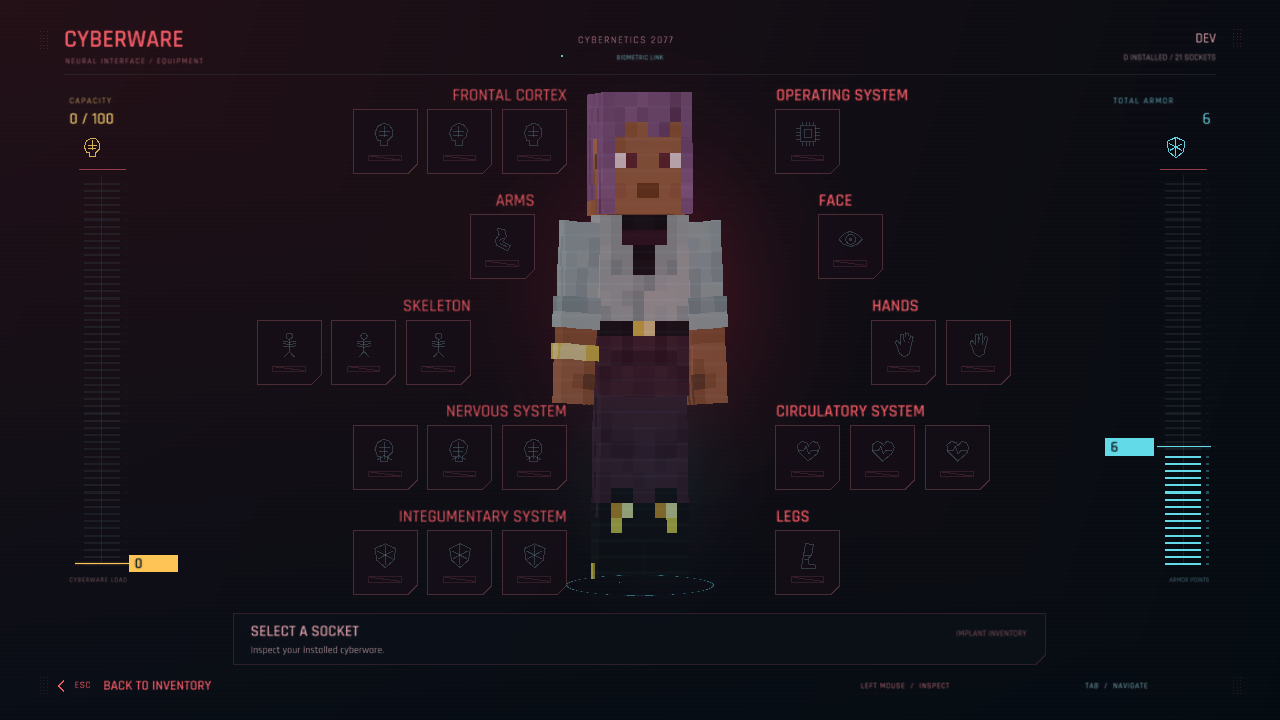 CYBERWARE
NEURAL INTERFACE / EQUIPMENT
CYBERNETICS 2077
BIOMETRIC LINK
DEV
0 INSTALLED / 21 SOCKETS
CAPACITY
0 / 100
TOTAL ARMOR
6
FRONTAL CORTEX
OPERATING SYSTEM
ARMS
FACE
SKELETON
HANDS
NERVOUS SYSTEM
CIRCULATORY SYSTEM
6
INTEGUMENTARY SYSTEM
LEGS
0
CYBERWARE LOAD
ARMOR POINTS
SELECT A SOCKET
Inspect your installed cyberware.
IMPLANT INVENTORY
ESC BACK TO INVENTORY
LEFT MOUSE / INSPECT
TAB / NAVIGATE